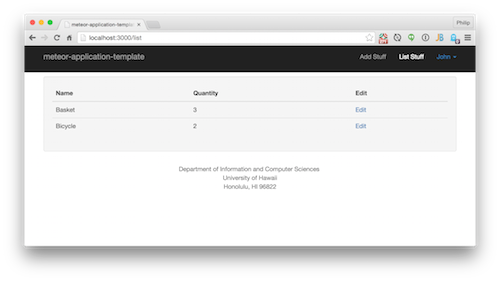 meteor-application-templa
Philip
localhost:3000/list
meteor-application-template Add Stuff List Stuff John
Name Quantity Edit
Basket 3 Edit
Bicycle 2 Edit
Department of Information and Computer Sciences
University of Hawaii
Honolulu, HI 96822